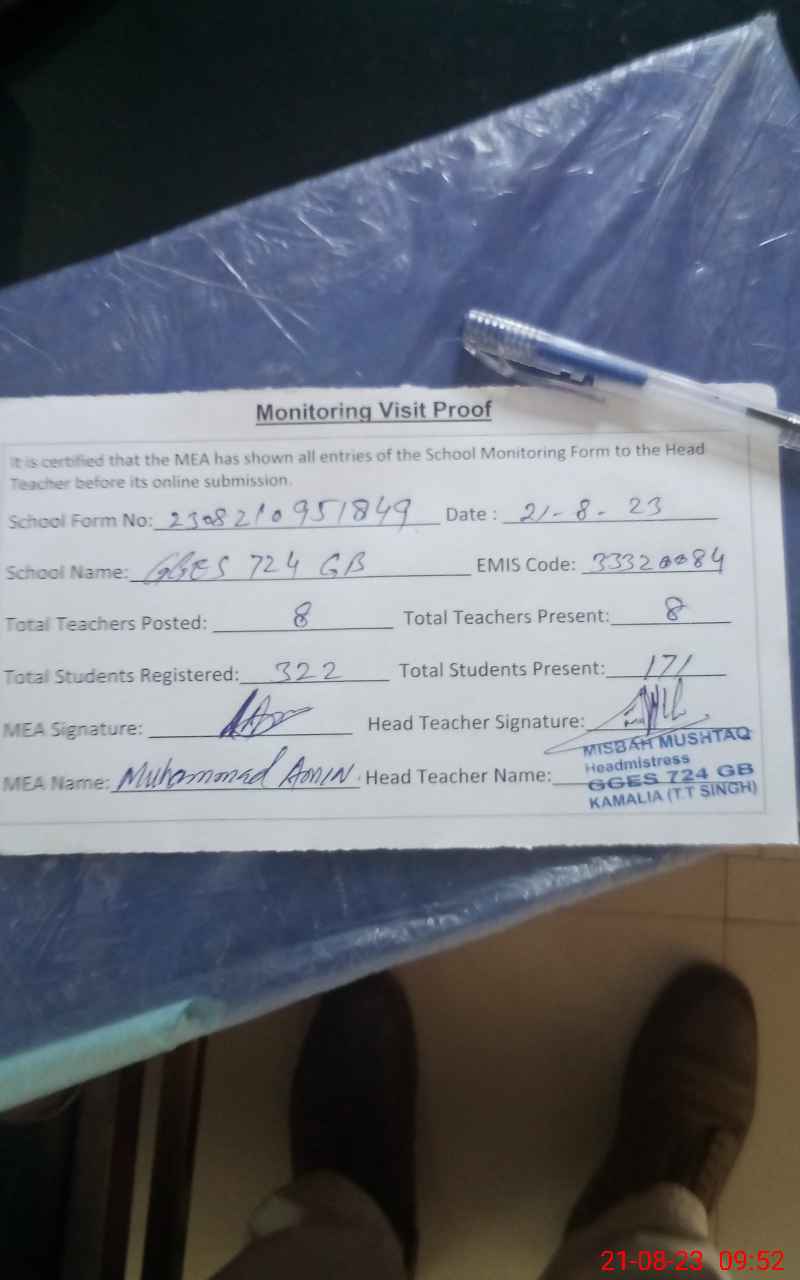 Monitoring Visit Proof
It is certified that the MEA has shown all entries of the School Monitoring Form to the Head
Teacher before its online submission.
School Form No: 2308210951849 Date : 21-8-23
School Name: GGES 724 GB EMIS Code: 33320084
Total Teachers Posted: 8 Total Teachers Present: 8
Total Students Registered: 322 Total Students Present: 171
MEA Signature: Head Teacher Signature:
MEA Name: Muhammad Amin Head Teacher Name:
MISBAH MUSHTAQ
Headmistress
GGES 724 GB
KAMALIA (T.T SINGH)
21-08-23 09:52